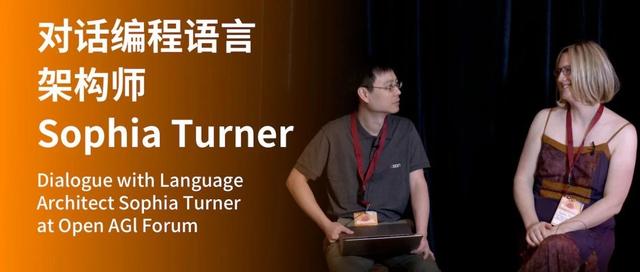 对话编程语言
架构师
Sophia Turner
Dialogue with Language
Architect Sophia Turner
at Open AGI Forum